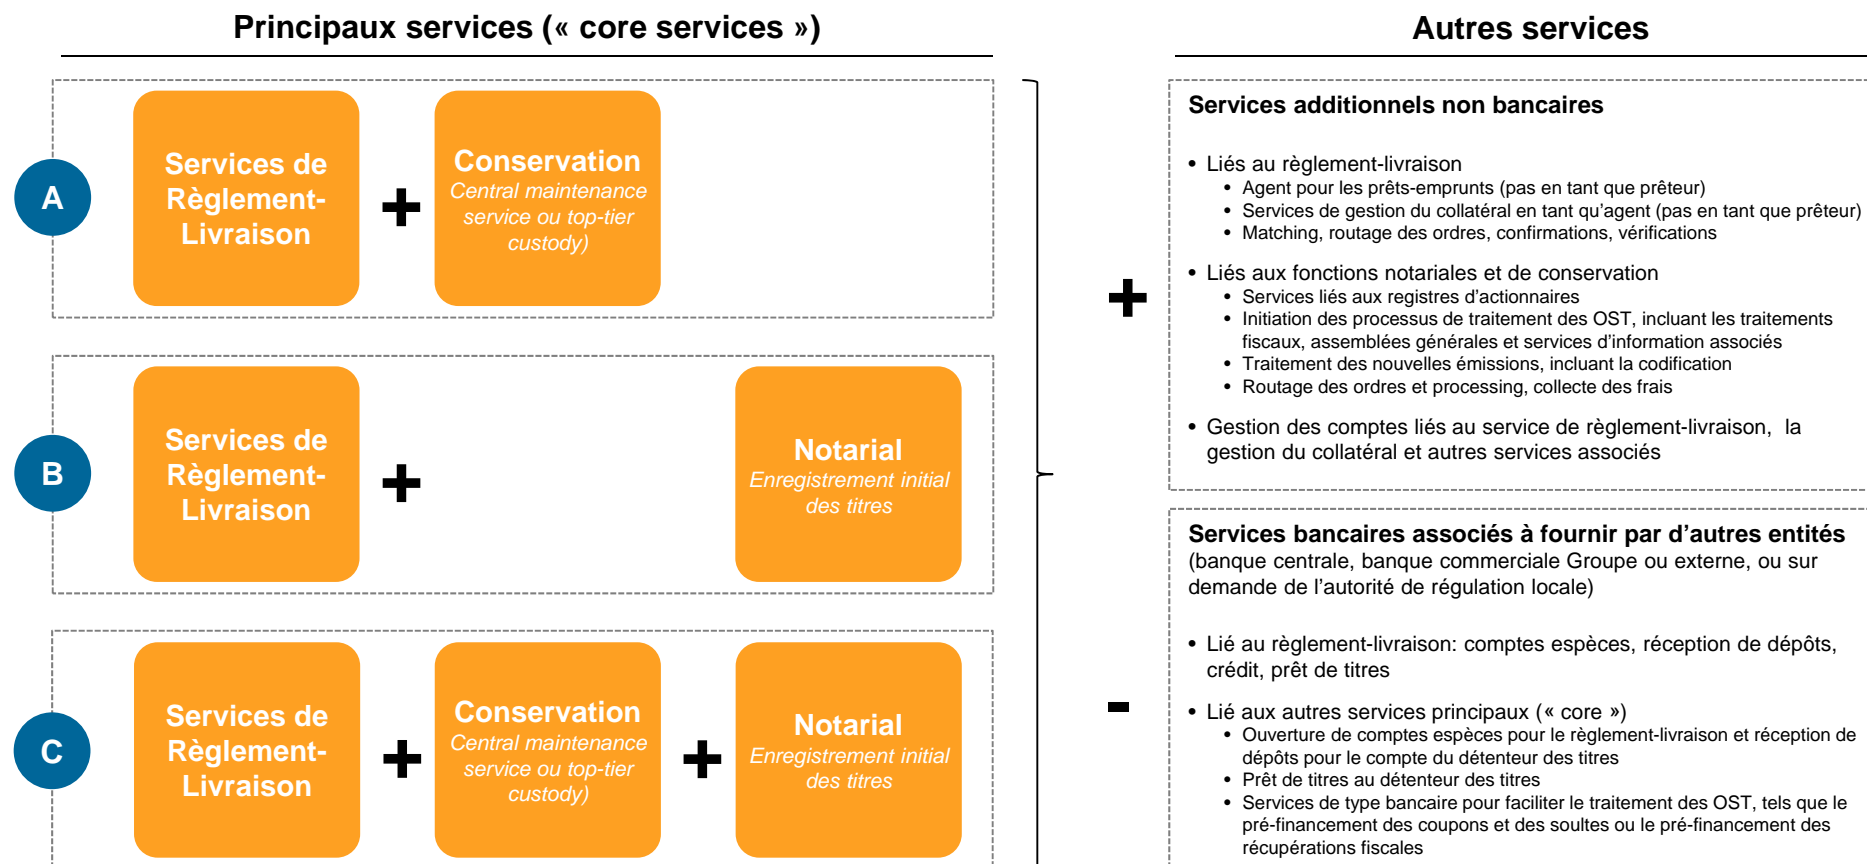 Principaux services (« core services »)
A
Services de
Règlement-
Livraison
+
Conservation
Central maintenance
service ou top-tier
custody)
B
Services de
Règlement-
Livraison
+
Notarial
Enregistrement initial
des titres
C
Services de
Règlement-
Livraison
+
Conservation
Central maintenance
service ou top-tier
custody)
+
Notarial
Enregistrement initial
des titres
Autres services
+
Services additionnels non bancaires
• Liés au règlement-livraison
• Agent pour les prêts-emprunts (pas en tant que prêteur)
• Services de gestion du collatéral en tant qu’agent (pas en tant que prêteur)
• Matching, routage des ordres, confirmations, vérifications
• Liés aux fonctions notariales et de conservation
• Services liés aux registres d’actionnaires
• Initiation des processus de traitement des OST, incluant les traitements
fiscaux, assemblées générales et services d’information associés
• Traitement des nouvelles émissions, incluant la codification
• Routage des ordres et processing, collecte des frais
• Gestion des comptes liés au service de règlement-livraison, la
gestion du collatéral et autres services associés
-
Services bancaires associés à fournir par d’autres entités
(banque centrale, banque commerciale Groupe ou externe, ou sur
demande de l’autorité de régulation locale)
• Lié au règlement-livraison: comptes espèces, réception de dépôts,
crédit, prêt de titres
• Lié aux autres services principaux (« core »)
• Ouverture de comptes espèces pour le règlement-livraison et réception de
dépôts pour le compte du détenteur des titres
• Prêt de titres au détenteur des titres
• Services de type bancaire pour faciliter le traitement des OST, tels que le
pré-financement des coupons et des soultes ou le pré-financement des
récupérations fiscales